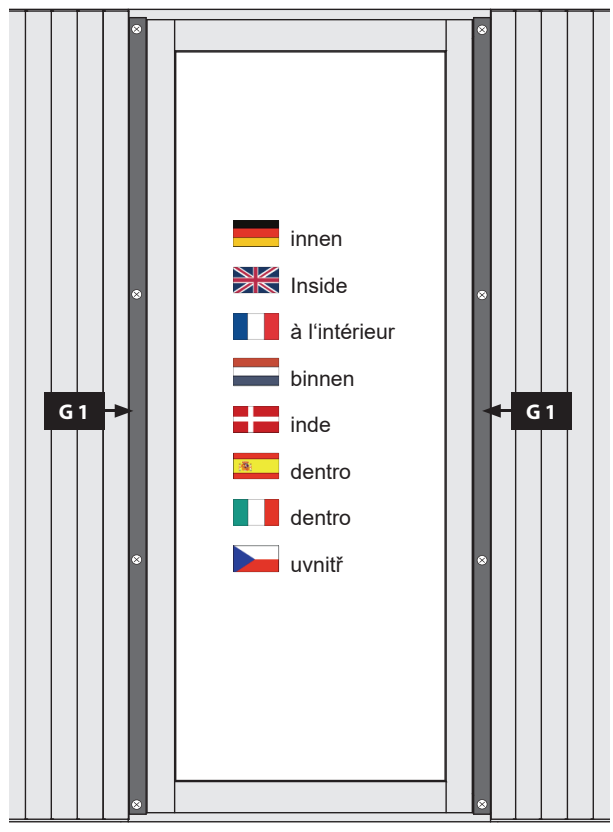 innen
Inside
à l‘intérieur
binnen
G 1
G 1
inde
dentro
dentro
uvnitř